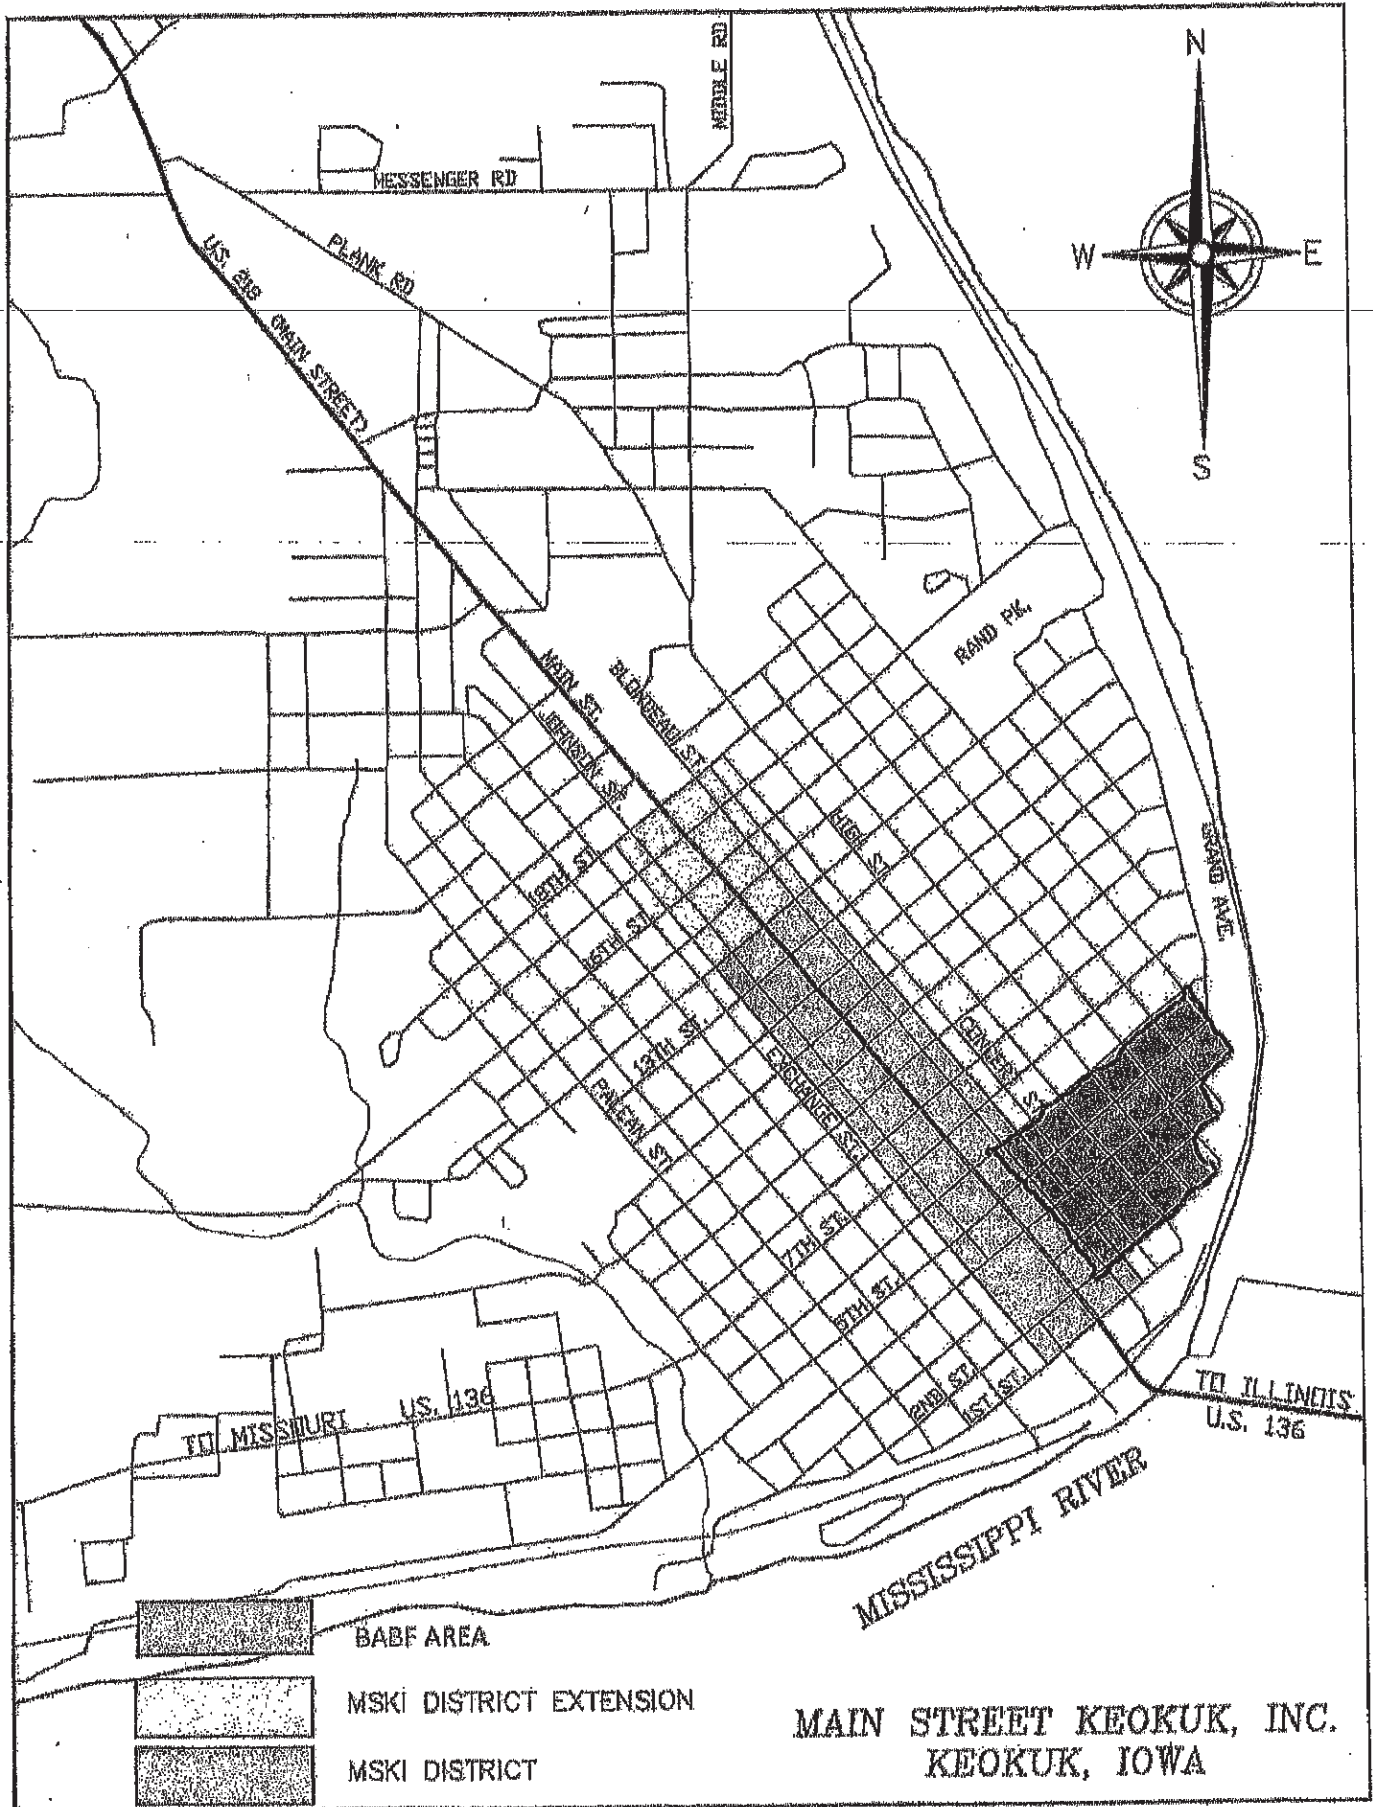 MIDDLE RD
N
MESSENGER RD
W
E
PLANK RD
U.S. 218 (MAIN STREET)
S
RAND PK.
MAIN ST.
BLONDEAU ST.
JOHNSON ST.
HIGH ST.
GRAND AVE.
18TH ST.
16TH ST.
CONCERT ST.
13TH ST.
EXCHANGE ST.
PALEAN ST.
7TH ST.
5TH ST.
2ND ST.
1ST ST.
TO ILLINOIS
U.S. 136
TO MISSOURI U.S. 136
MISSISSIPPI RIVER
BABF AREA
MSKI DISTRICT EXTENSION
MSKI DISTRICT
MAIN STREET KEOKUK, INC.
KEOKUK, IOWA